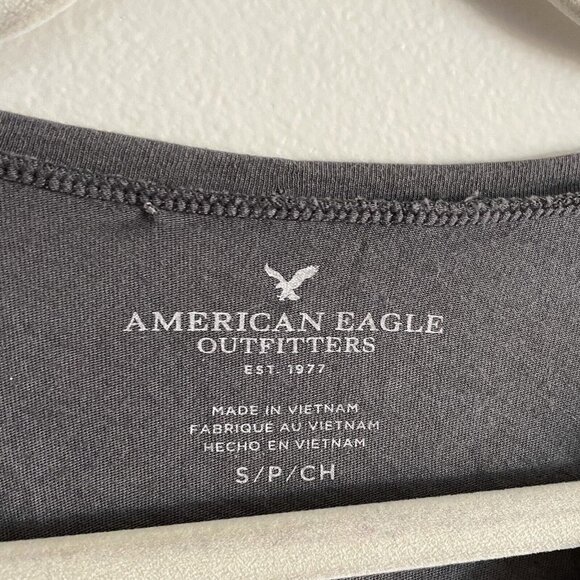 AMERICAN EAGLE
OUTFITTERS
EST. 1977
MADE IN VIETNAM
FABRIQUÉ AU VIETNAM
HECHO EN VIETNAM
S/P/CH